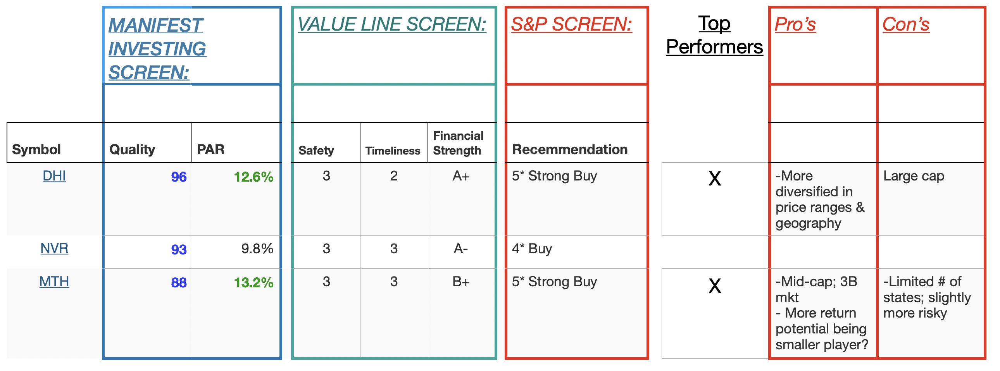 MANIFEST
INVESTING
SCREEN:
VALUE LINE SCREEN:
S&P SCREEN:
Top
Performers
Pro’s
Con’s
Symbol
Quality
PAR
Safety
Timeliness
Financial
Strength
Recemmendation
DHI
96
12.6%
3
2
A+
5* Strong Buy
X
-More
diversified in
price ranges &
geography
Large cap
NVR
93
9.8%
3
3
A-
4* Buy
MTH
88
13.2%
3
3
B+
5* Strong Buy
X
-Mid-cap; 3B
mkt
- More return
potential being
smaller player?
-Limited # of
states; slightly
more risky